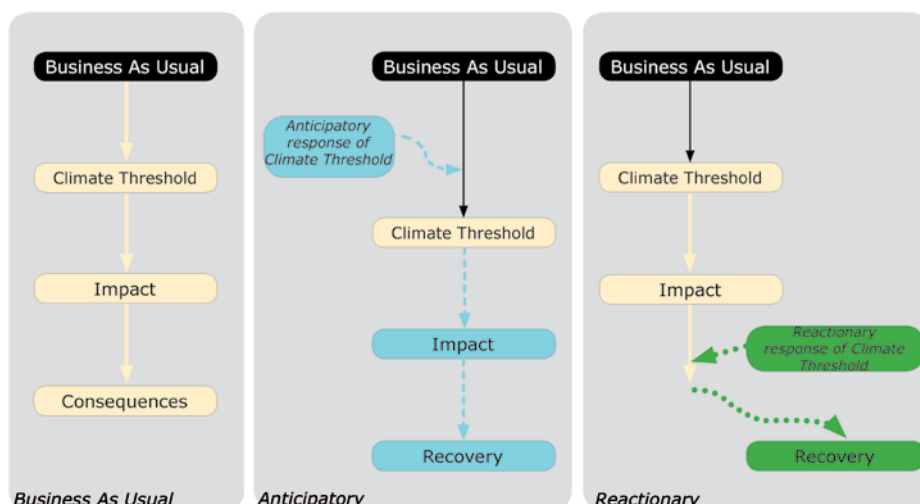 Business As Usual
Climate Threshold
Impact
Consequences
Business As Usual
Business As Usual
Anticipatory
response of
Climate Threshold
Climate Threshold
Impact
Recovery
Anticipatory
Business As Usual
Climate Threshold
Impact
Reactionary
response of Climate
Threshold
Recovery
Reactionary